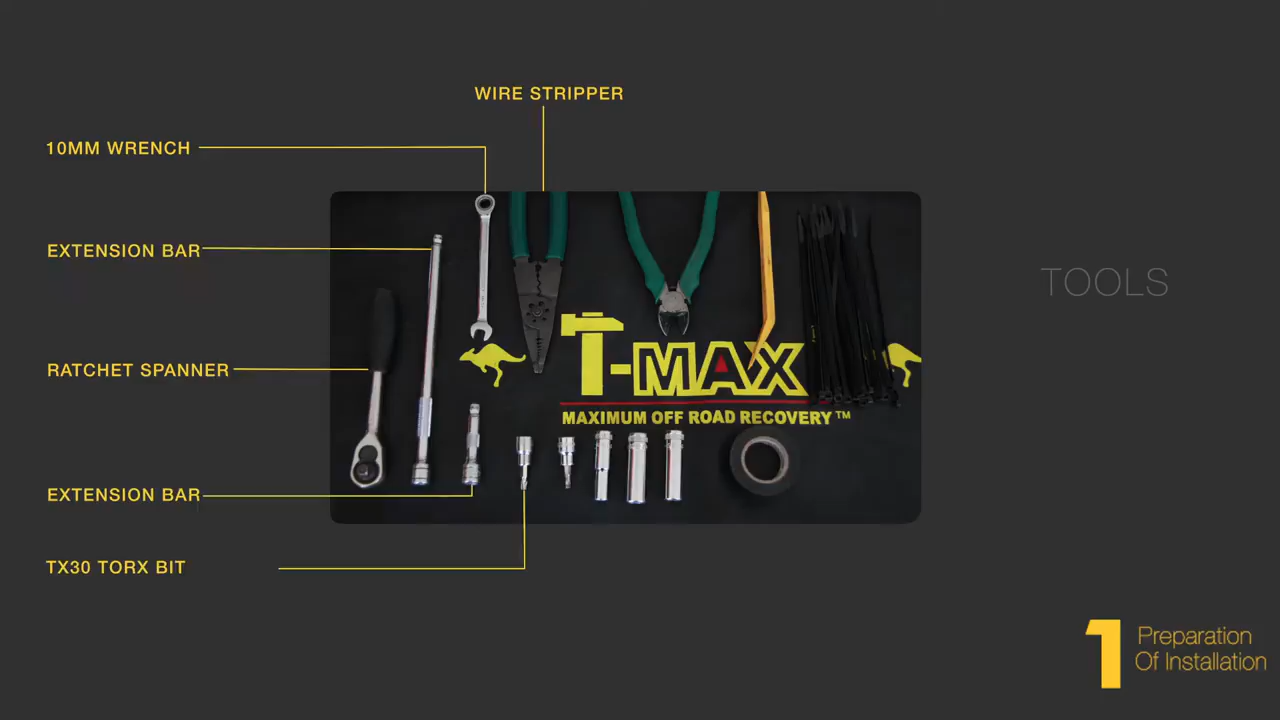 WIRE STRIPPER
10MM WRENCH
EXTENSION BAR
TOOLS
T-MAX
RATCHET SPANNER
MAXIMUM OFF ROAD RECOVERY™
EXTENSION BAR
TX30 TORX BIT
1 Preparation
Of Installation